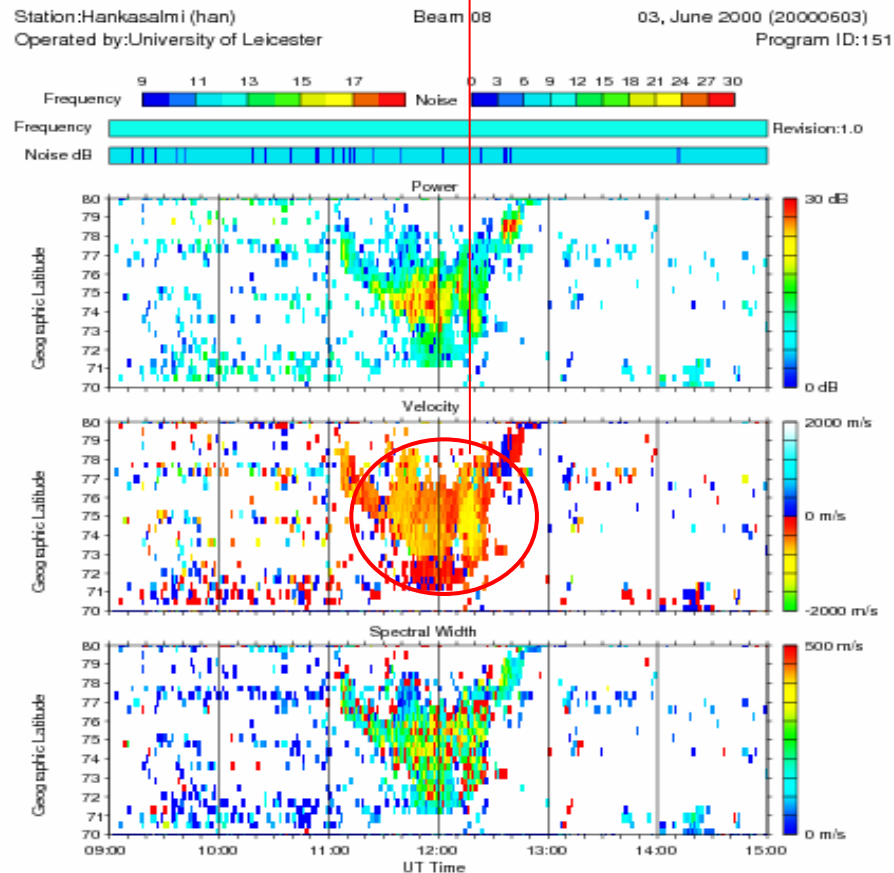 Station:Hankasalmi (han) Beam 08 03, June 2000 (20000603)
Operated by:University of Leicester Program ID:151
9 11 13 15 17 0 3 6 9 12 15 18 21 24 27 30
Frequency Noise
Frequency Revision:1.0
Noise dB
Power
80 30 dB
79
78
77
76
75
74
73
72
71
70 0 dB
Geographic Latitude
Velocity
80 2000 m/s
79
78
77
76
75 0 m/s
74
73
72
71
70 -2000 m/s
Geographic Latitude
Spectral Width
80 500 m/s
79
78
77
76
75
74
73
72
71
70 0 m/s
Geographic Latitude
09:00 10:00 11:00 12:00 13:00 14:00 15:00
UT Time